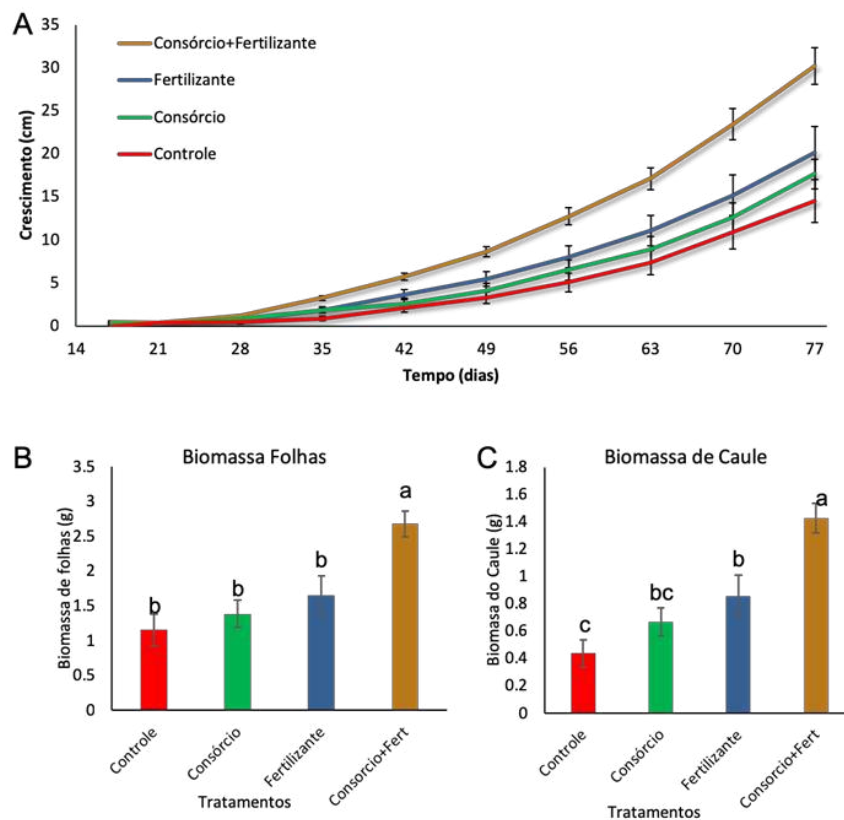 A
35
30
25
20
15
10
5
0
Crescimento (cm)
Consórcio+Fertilizante
Fertilizante
Consórcio
Controle
14 21 28 35 42 49 56 63 70 77
Tempo (dias)
B
Biomassa Folhas
3.5
3
2.5
2
1.5
1
0.5
0
Biomassa de folhas (g)
b b b a
Controle Consórcio Fertilizante Consorcio+Fert
Tratamentos
C
Biomassa de Caule
1.8
1.6
1.4
1.2
1
0.8
0.6
0.4
0.2
0
Biomasa do Caule (g)
c bc b a
Controle Consórcio Fertilizante Consorcio+Fert
Tratamentos